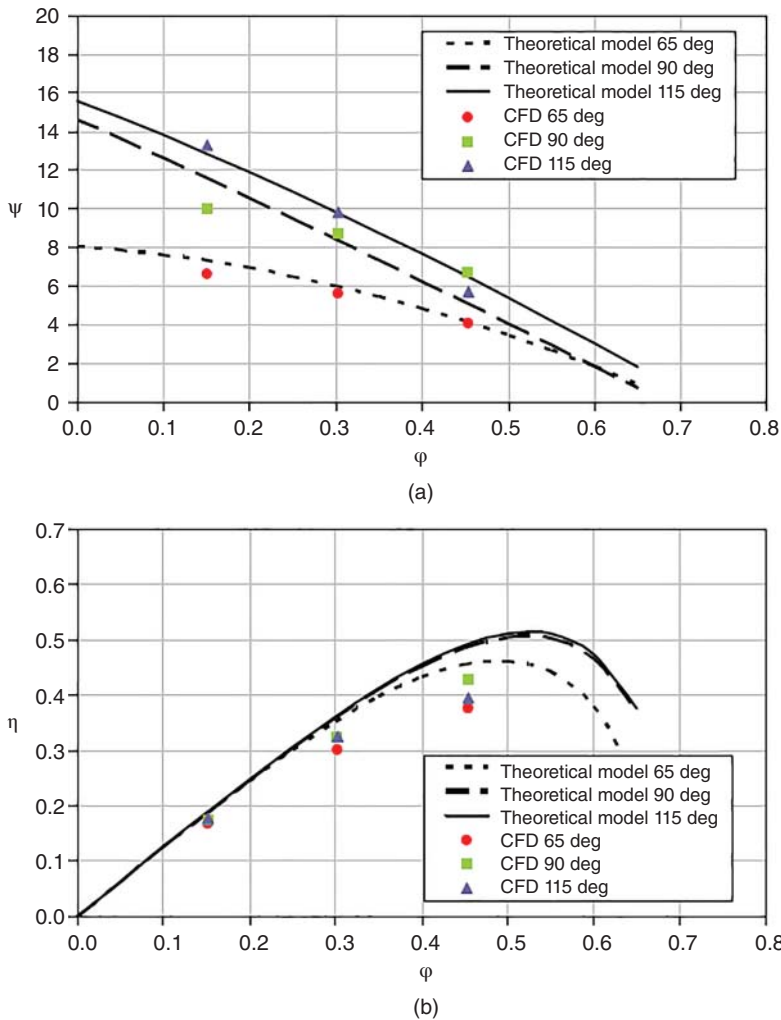 20
18
16
14
12
10
8
6
4
2
0
ψ
0.0 0.1 0.2 0.3 0.4 0.5 0.6 0.7 0.8
φ
Theoretical model 65 deg
Theoretical model 90 deg
Theoretical model 115 deg
CFD 65 deg
CFD 90 deg
CFD 115 deg
(a)
0.7
0.6
0.5
0.4
0.3
0.2
0.1
0.0
η
0.0 0.1 0.2 0.3 0.4 0.5 0.6 0.7 0.8
φ
Theoretical model 65 deg
Theoretical model 90 deg
Theoretical model 115 deg
CFD 65 deg
CFD 90 deg
CFD 115 deg
(b)